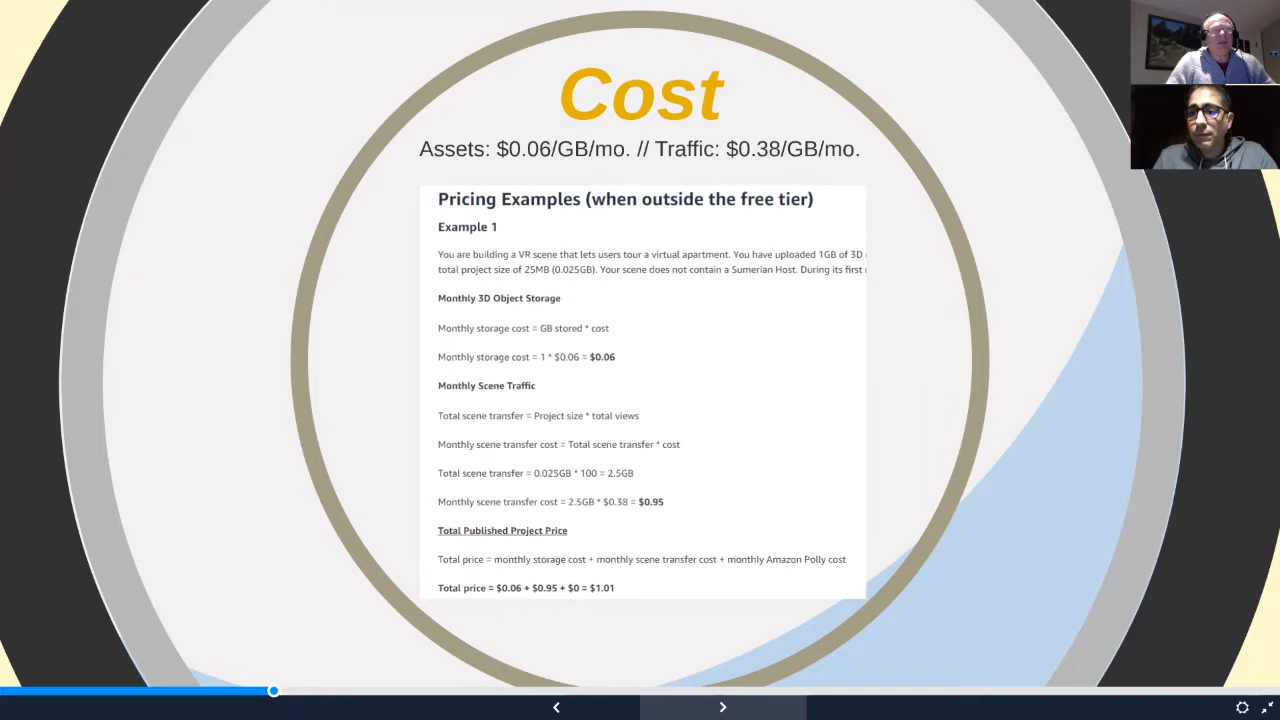 Cost
Assets: $0.06/GB/mo. // Traffic: $0.38/GB/mo.
Pricing Examples (when outside the free tier)
Example 1
You are building a VR scene that lets users tour a virtual apartment. You have uploaded 1GB of 3D
total project size of 25MB (0.025GB). Your scene does not contain a Sumerian Host. During its first
Monthly 3D Object Storage
Monthly storage cost = GB stored * cost
Monthly storage cost = 1 * $0.06 = $0.06
Monthly Scene Traffic
Total scene transfer = Project size * total views
Monthly scene transfer cost = Total scene transfer * cost
Total scene transfer = 0.025GB * 100 = 2.5GB
Monthly scene transfer cost = 2.5GB * $0.38 = $0.95
Total Published Project Price
Total price = monthly storage cost + monthly scene transfer cost + monthly Amazon Polly cost
Total price = $0.06 + $0.95 + $0 = $1.01